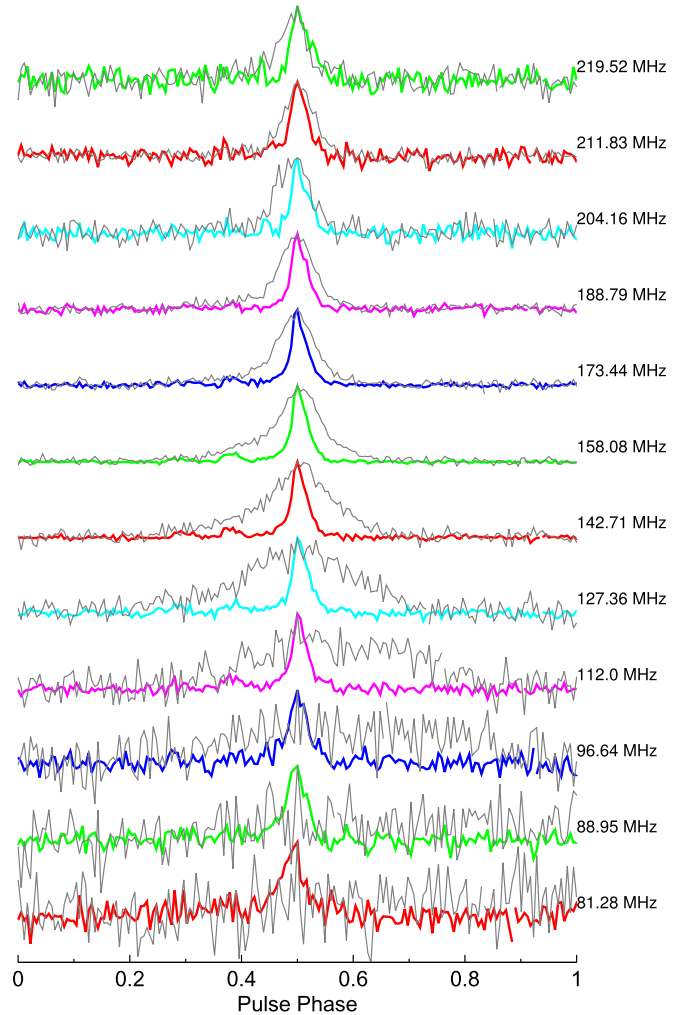 219.52 MHz
211.83 MHz
204.16 MHz
188.79 MHz
173.44 MHz
158.08 MHz
142.71 MHz
127.36 MHz
112.0 MHz
96.64 MHz
88.95 MHz
81.28 MHz
0 0.2 0.4 0.6 0.8 1
Pulse Phase